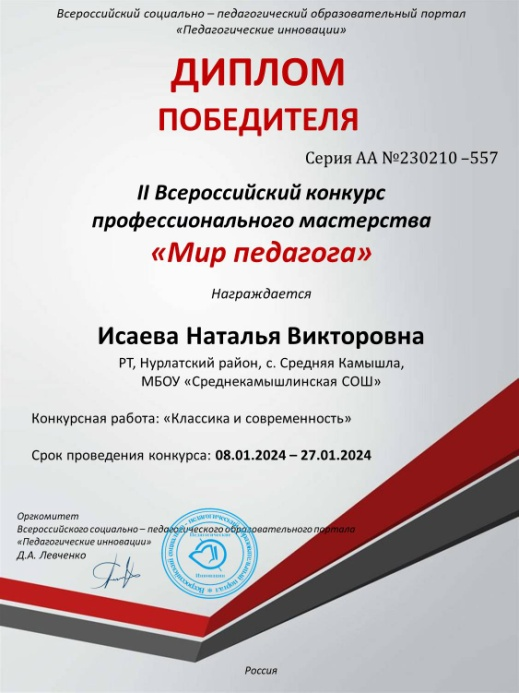 Всероссийский социально – педагогический образовательный портал
«Педагогические инновации»
ДИПЛОМ
ПОБЕДИТЕЛЯ
Серия АА №230210 –557
II Всероссийский конкурс
профессионального мастерства
«Мир педагога»
Награждается
Исаева Наталья Викторовна
РТ, Нурлатский район, с. Средняя Камышла,
МБОУ «Среднекамышлинская СОШ»
Конкурсная работа: «Классика и современность»
Срок проведения конкурса: 08.01.2024 – 27.01.2024
Оргкомитет
Всероссийского социально – педагогического образовательного портала
«Педагогические инновации»
Д.А. Левченко
Педагогические
Инновации
Россия